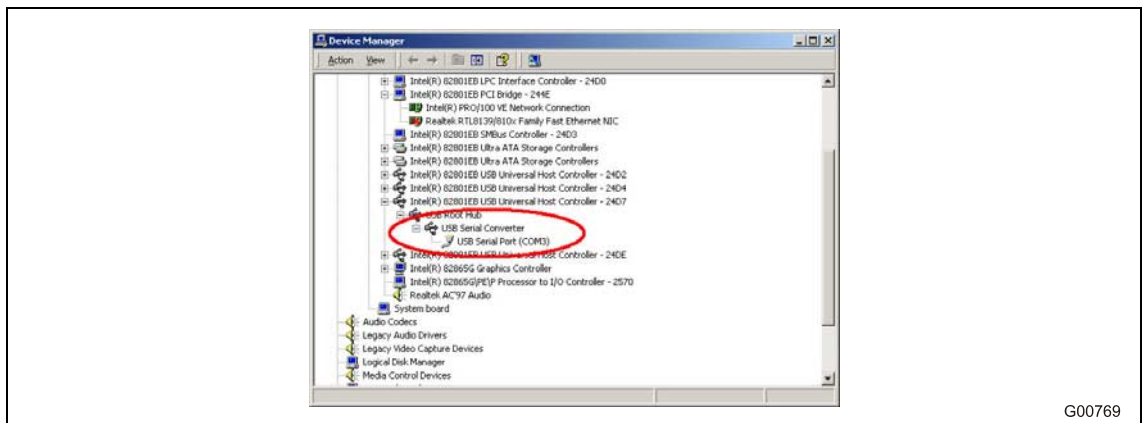 Device Manager
Action View
Intel(R) 82801EB LPC Interface Controller - 24D0
Intel(R) 82801EB PCI Bridge - 244E
Intel(R) PRO/100 VE Network Connection
Realtek RTL8139/810x Family Fast Ethernet NIC
Intel(R) 82801EB SMBus Controller - 24D3
Intel(R) 82801EB Ultra ATA Storage Controllers
Intel(R) 82801EB Ultra ATA Storage Controllers
Intel(R) 82801EB USB Universal Host Controller - 24D2
Intel(R) 82801EB USB Universal Host Controller - 24D4
Intel(R) 82801EB USB Universal Host Controller - 24D7
USB Root Hub
USB Serial Converter
USB Serial Port (COM3)
Intel(R) 82801EB USB Universal Host Controller - 24DE
Intel(R) 82865G Graphics Controller
Intel(R) 82865G|PE|P Processor to I/O Controller - 2570
Realtek AC'97 Audio
System board
Audio Codecs
Legacy Audio Drivers
Legacy Video Capture Devices
Logical Disk Manager
Media Control Devices
G00769